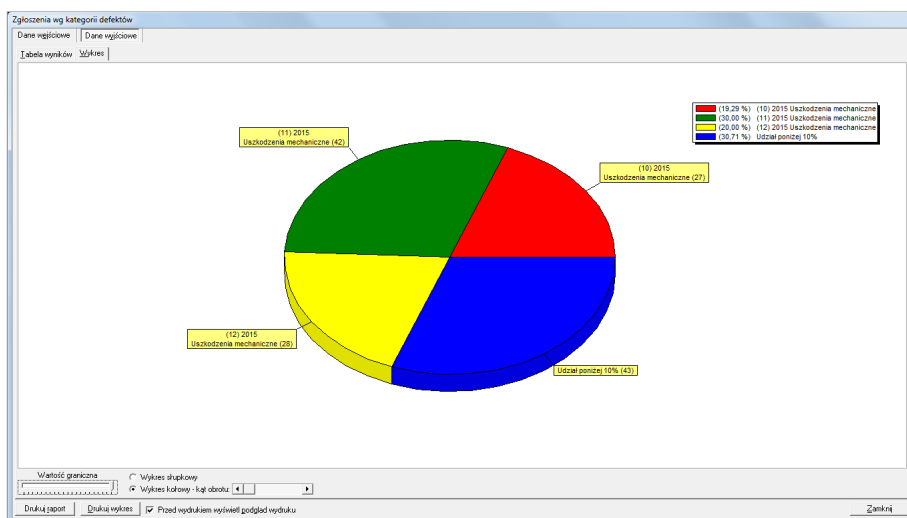 Zgłoszenia wg kategorii defektów
Dane wejściowe
Dane wyjściowe
Tabela wyników
Wykres
(19,29 %) (10) 2015 Uszkodzenia mechaniczne
(30,00 %) (11) 2015 Uszkodzenia mechaniczne
(20,00 %) (12) 2015 Uszkodzenia mechaniczne
(30,71 %) Udział poniżej 10%
(11) 2015
Uszkodzenia mechaniczne (42)
(10) 2015
Uszkodzenia mechaniczne (27)
(12) 2015
Uszkodzenia mechaniczne (28)
Udział poniżej 10% (43)
Wartość graniczna
Wykres słupkowy
Wykres kołowy - kąt obrotu:
Drukuj raport
Drukuj wykres
Przed wydrukiem wyświetl podgląd wydruku
Zamknij